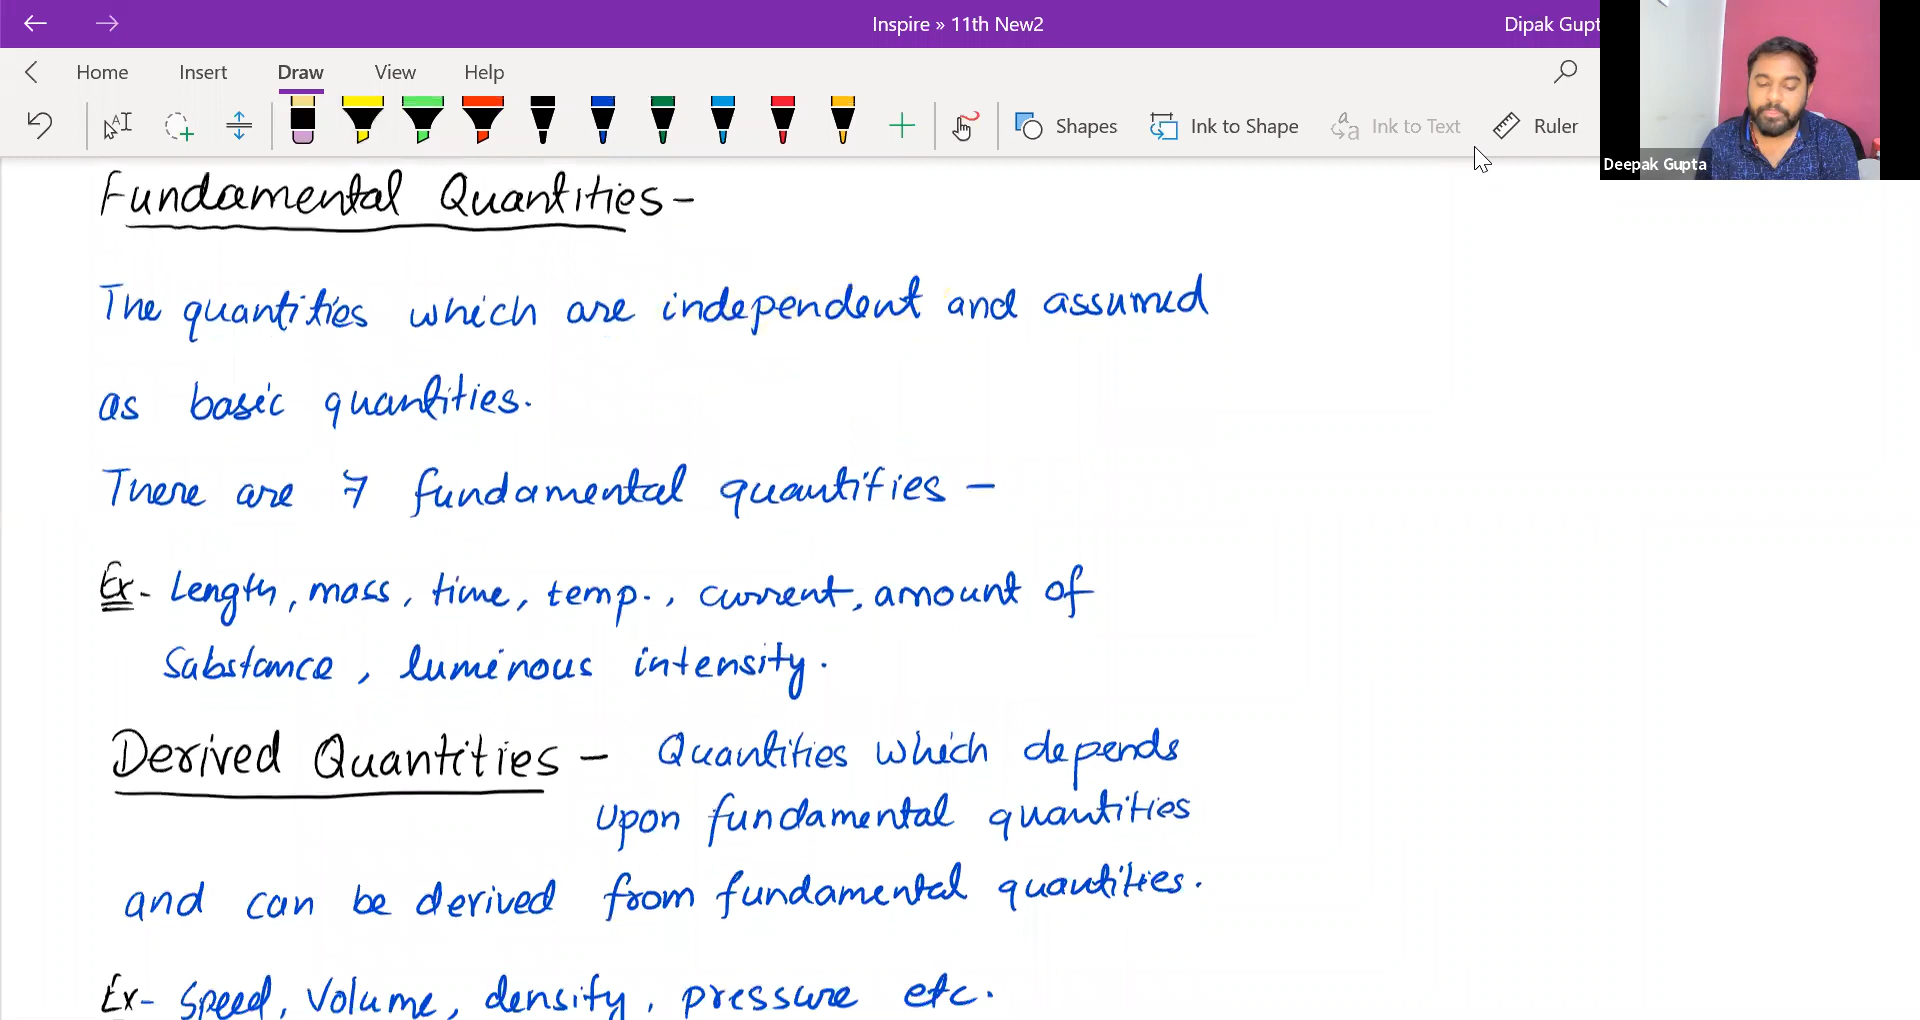 Inspire » 11th New2
Dipak Gupt
Home Insert Draw View Help
Shapes Ink to Shape Ink to Text Ruler
Deepak Gupta
Fundamental Quantities -
The quantities which are independent and assumed
as basic quantities.
There are 7 fundamental quantities -
Ex - Length, mass, time, temp., current, amount of
Substance, luminous intensity.
Derived Quantities - Quantities which depends
upon fundamental quantities
and can be derived from fundamental quantities.
Ex - Speed, Volume, density, pressure etc.